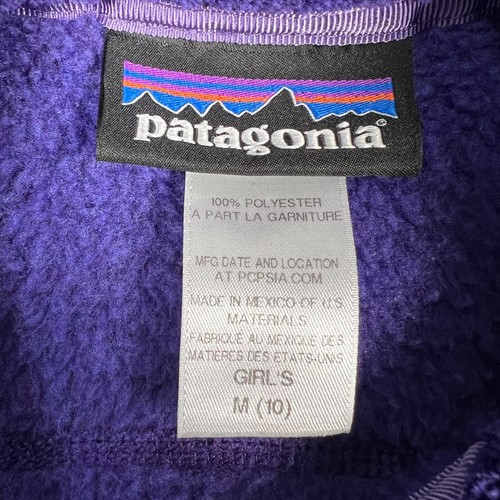 patagonia®
100% POLYESTER
A PART LA GARNITURE
MFG DATE AND LOCATION
AT PCPSIA.COM
MADE IN MEXICO OF U.S.
MATERIALS
FABRIQUÉ AU MEXIQUE DES
MATIÈRES DES ÉTATS-UNIS
GIRL'S
M (10)